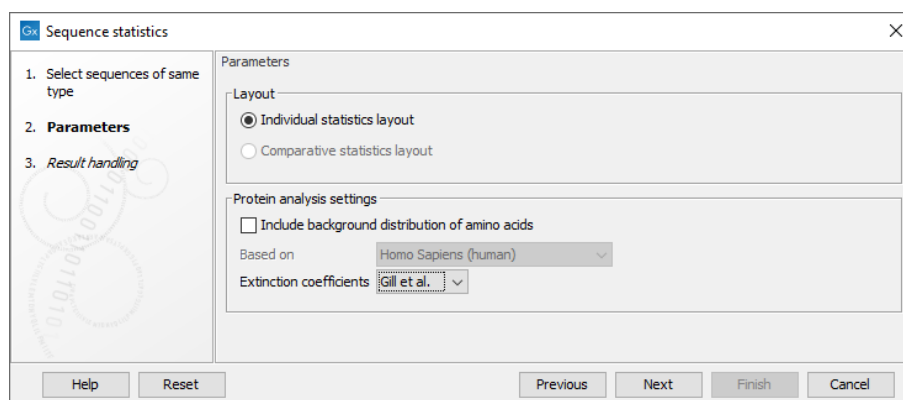 Gx Sequence statistics
1. Select sequences of same
type
2. Parameters
3. Result handling
Parameters
Layout
Individual statistics layout
Comparative statistics layout
Protein analysis settings
Include background distribution of amino acids
Based on Homo Sapiens (human)
Extinction coefficients Gill et al.
Help Reset Previous Next Finish Cancel